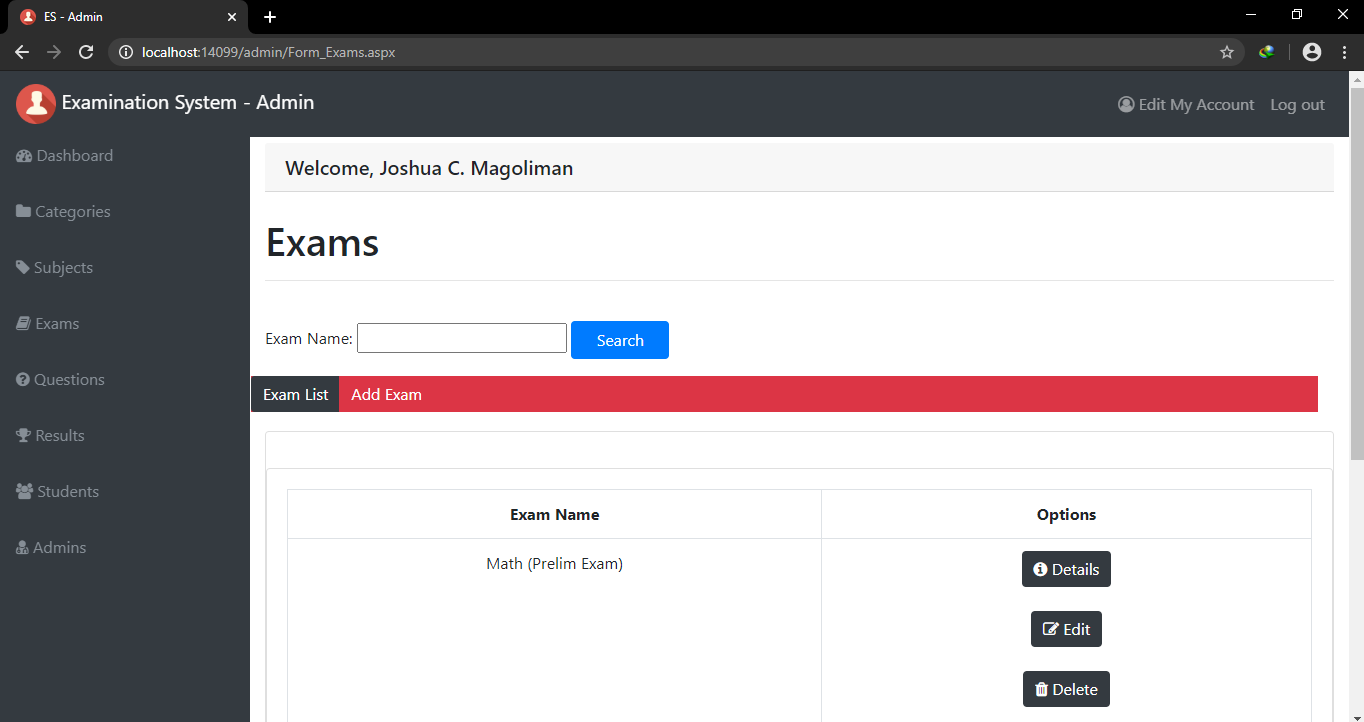 ES - Admin
localhost:14099/admin/Form_Exams.aspx
Examination System - Admin
Edit My Account
Log out
Dashboard
Categories
Subjects
Exams
Questions
Results
Students
Admins
Welcome, Joshua C. Magoliman
Exams
Exam Name:
Search
Exam List
Add Exam
Exam Name
Options
Math (Prelim Exam)
Details
Edit
Delete